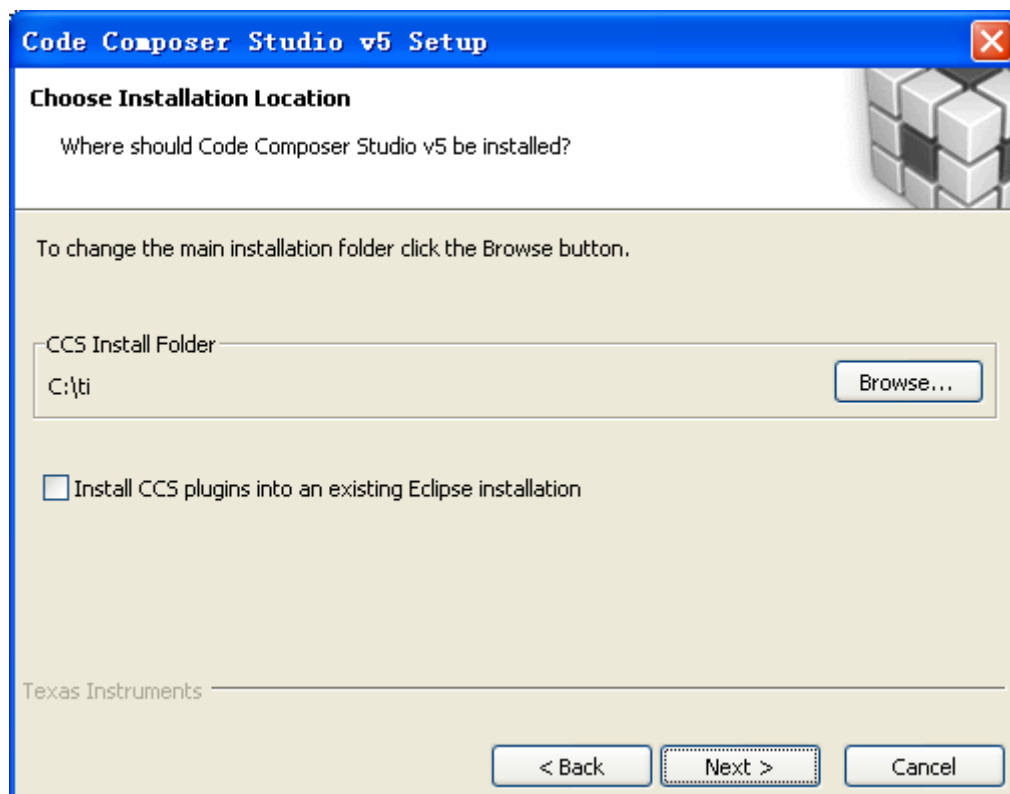 Code Composer Studio v5 Setup
Choose Installation Location
Where should Code Composer Studio v5 be installed?
To change the main installation folder click the Browse button.
CCS Install Folder
C:\ti
Browse...
Install CCS plugins into an existing Eclipse installation
Texas Instruments
< Back Next > Cancel